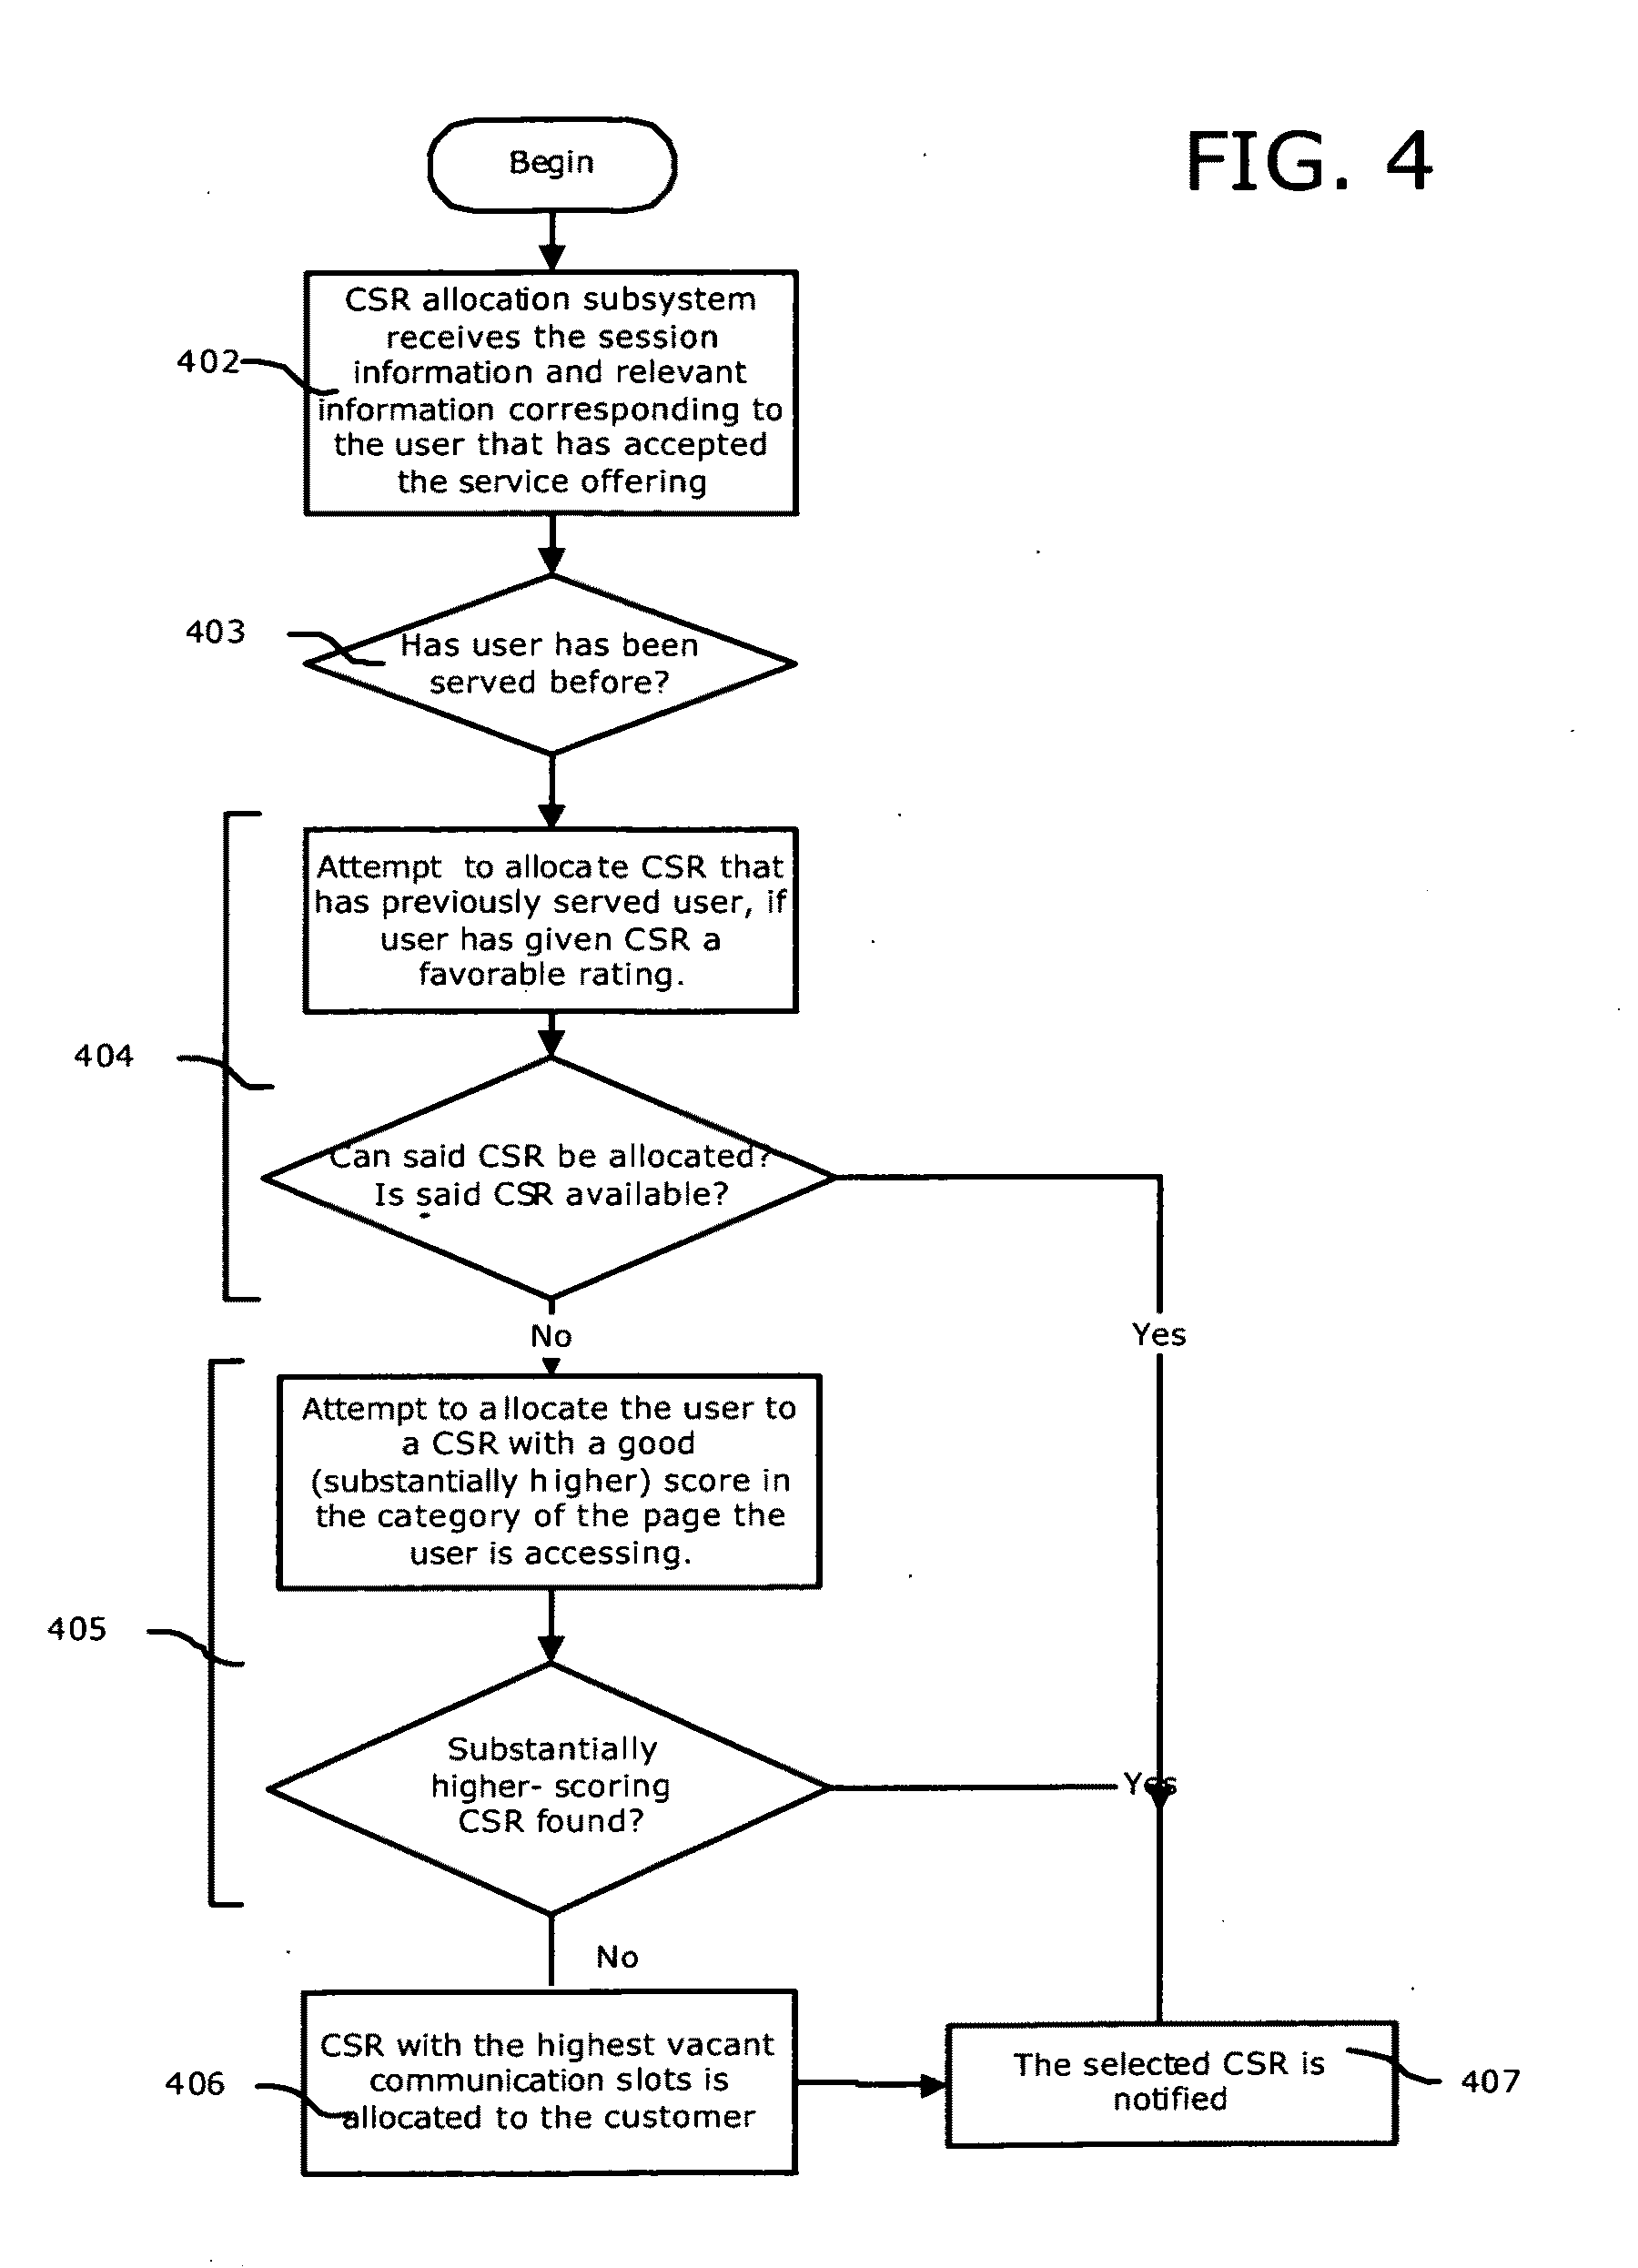 FIG. 4
Begin
CSR allocation subsystem
receives the session
information and relevant
information corresponding to
the user that has accepted
the service offering
402
Has user has been
served before?
403
Attempt to allocate CSR that
has previously served user, if
user has given CSR a
favorable rating.
404
Can said CSR be allocated?
Is said CSR available?
No
Yes
Attempt to allocate the user to
a CSR with a good
(substantially higher) score in
the category of the page the
user is accessing.
405
Substantially
higher- scoring
CSR found?
Yes
No
CSR with the highest vacant
communication slots is
allocated to the customer
406
The selected CSR is
notified
407